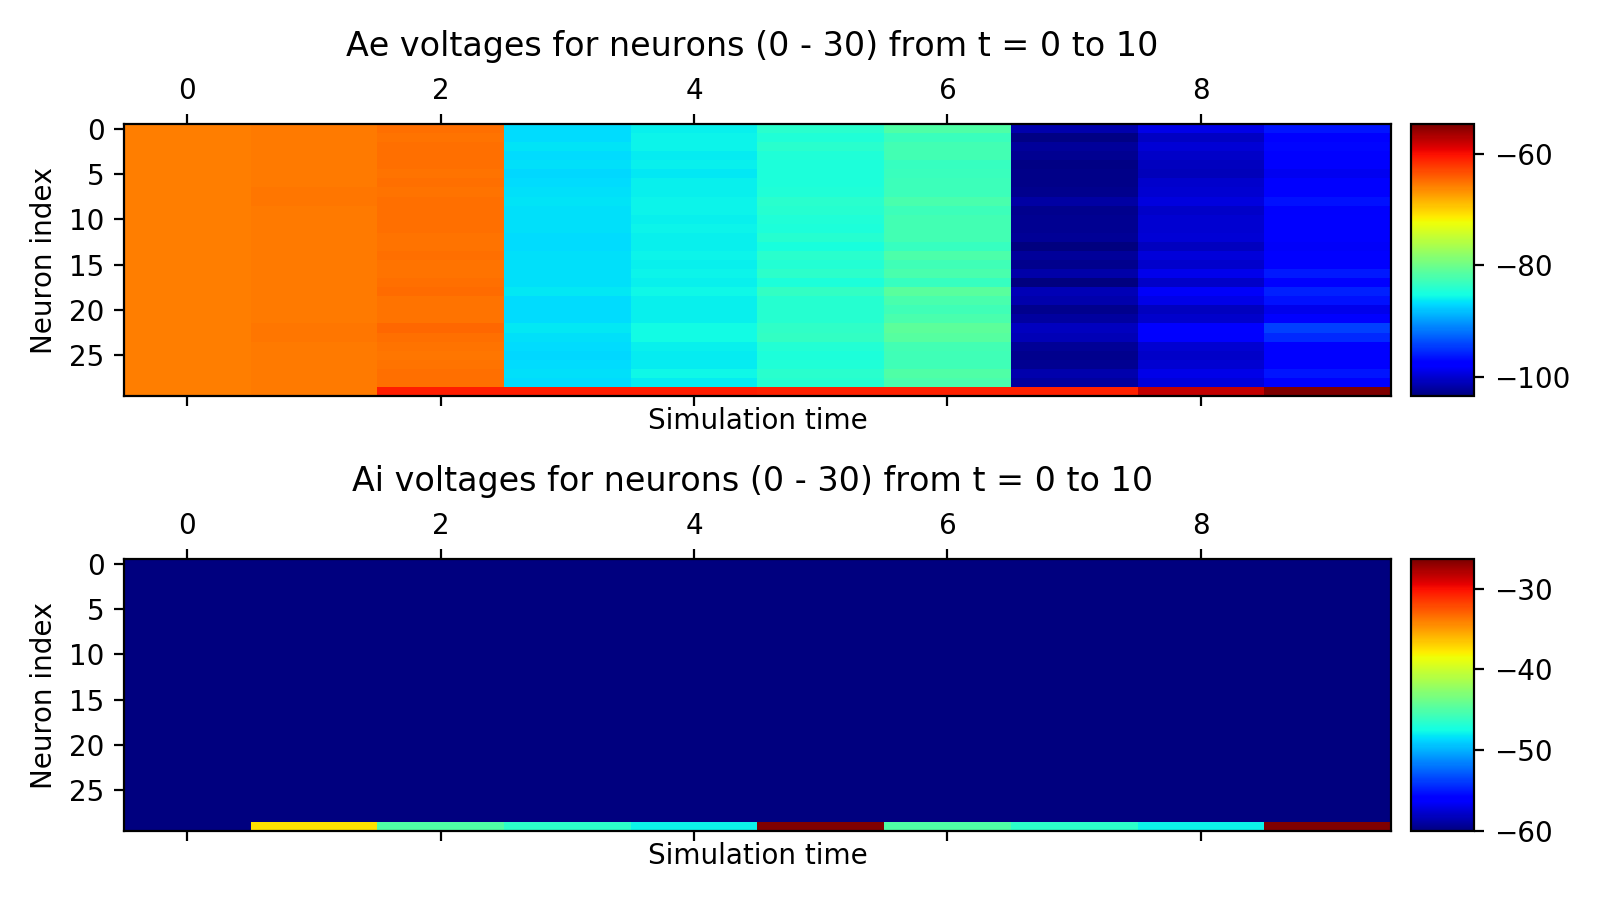 Ae voltages for neurons (0 - 30) from t = 0 to 10
0 2 4 6 8
Neuron index
0
5
10
15
20
25
−60
−80
−100
Simulation time
Ai voltages for neurons (0 - 30) from t = 0 to 10
0 2 4 6 8
Neuron index
0
5
10
15
20
25
−30
−40
−50
−60
Simulation time